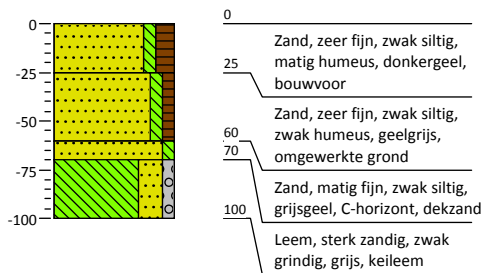 0
-25
-50
-75
-100
0
Zand, zeer fijn, zwak siltig,
matig humeus, donkergeel,
bouwvoor
25
Zand, zeer fijn, zwak siltig,
zwak humeus, geelgrijs,
omgewerkte grond
60
70
Zand, matig fijn, zwak siltig,
grijsgeel, C-horizont, dekzand
100
Leem, sterk zandig, zwak
grindig, grijs, keileem